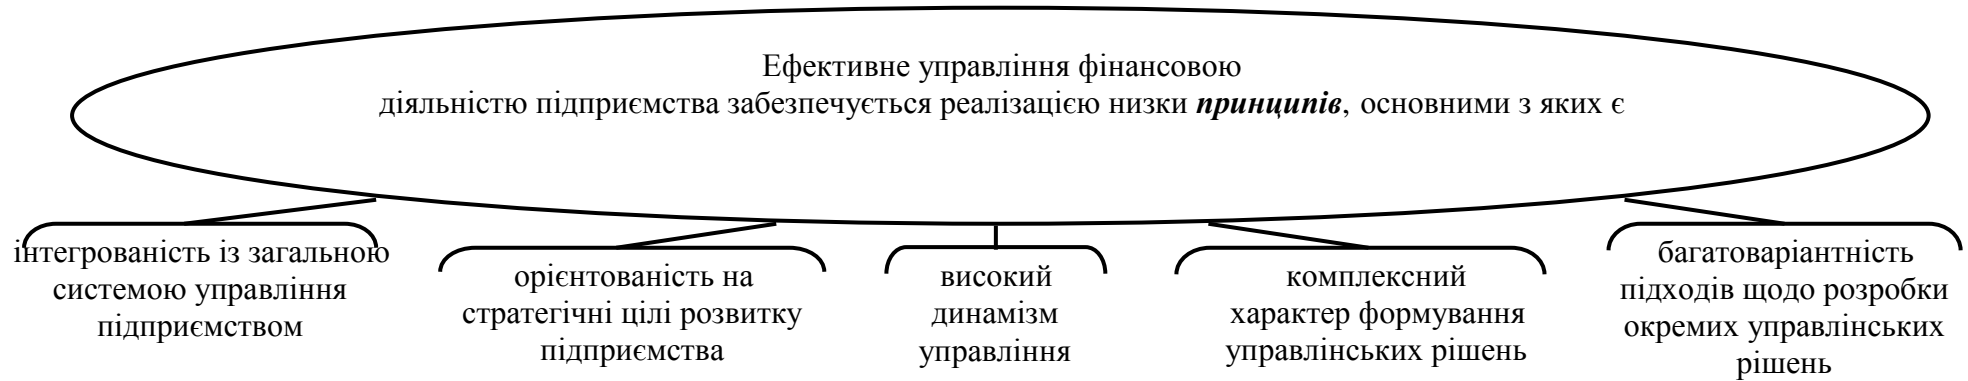 Ефективне управління фінансовою
діяльністю підприємства забезпечується реалізацією низки принципів, основними з яких є
інтегрованість із загальною
системою управління
підприємством
орієнтованість на
стратегічні цілі розвитку
підприємства
високий
динамізм
управління
комплексний
характер формування
управлінських рішень
багатоваріантність
підходів щодо розробки
окремих управлінських
рішень